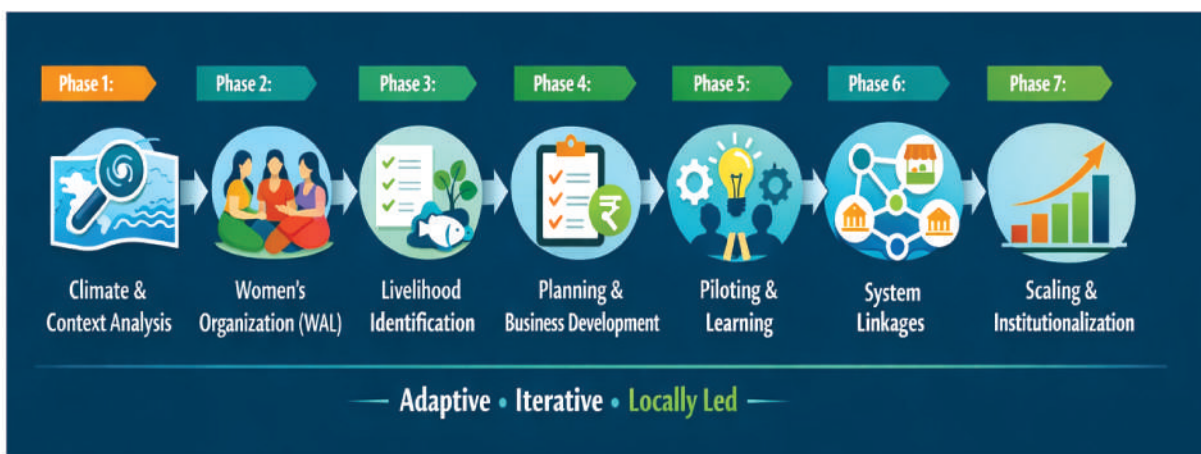 Phase 1:
Phase 2:
Phase 3:
Phase 4:
Phase 5:
Phase 6:
Phase 7:
₹
Climate &
Context Analysis
Women's
Organization (WAL)
Livelihood
Identification
Planning &
Business Development
Piloting &
Learning
System
Linkages
Scaling &
Institutionalization
Adaptive • Iterative • Locally Led